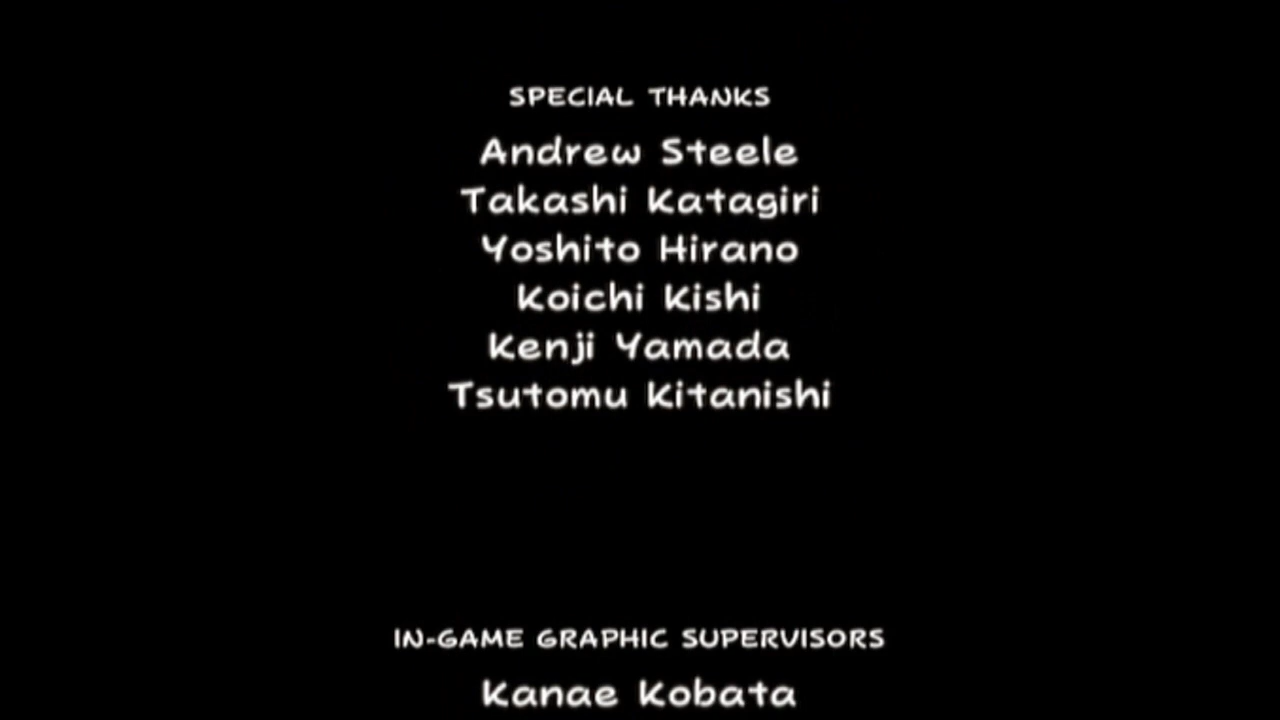 SPECIAL THANKS
Andrew Steele
Takashi Katagiri
Yoshito Hirano
Koichi Kishi
Kenji Yamada
Tsutomu Kitanishi
IN-GAME GRAPHIC SUPERVISORS
Kanae Kobata